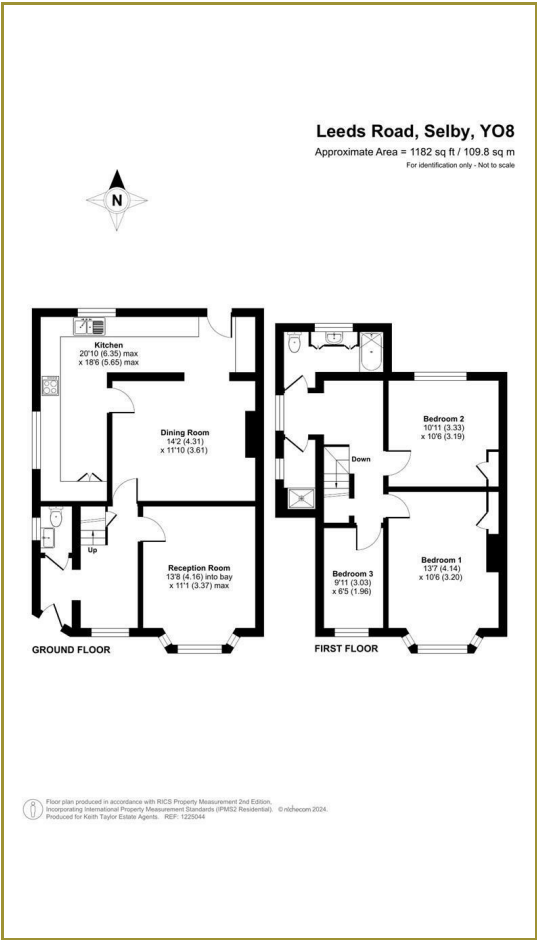 Leeds Road, Selby, YO8
Approximate Area = 1182 sq ft / 109.8 sq m
For identification only - Not to scale
N
Kitchen
20'10 (6.35) max
x 18'6 (5.65) max
Dining Room
14'2 (4.31)
x 11'10 (3.61)
Up
Reception Room
13'8 (4.16) into bay
x 11'1 (3.37) max
GROUND FLOOR
Bedroom 2
10'11 (3.33)
x 10'6 (3.19)
Down
Bedroom 1
13'7 (4.14)
x 10'6 (3.20)
Bedroom 3
9'11 (3.03)
x 6'5 (1.96)
FIRST FLOOR
Floor plan produced in accordance with RICS Property Measurement 2nd Edition,
Incorporating International Property Measurement Standards (IPMS2 Residential). © nichecom 2024.
Produced for Keith Taylor Estate Agents. REF: 1225044